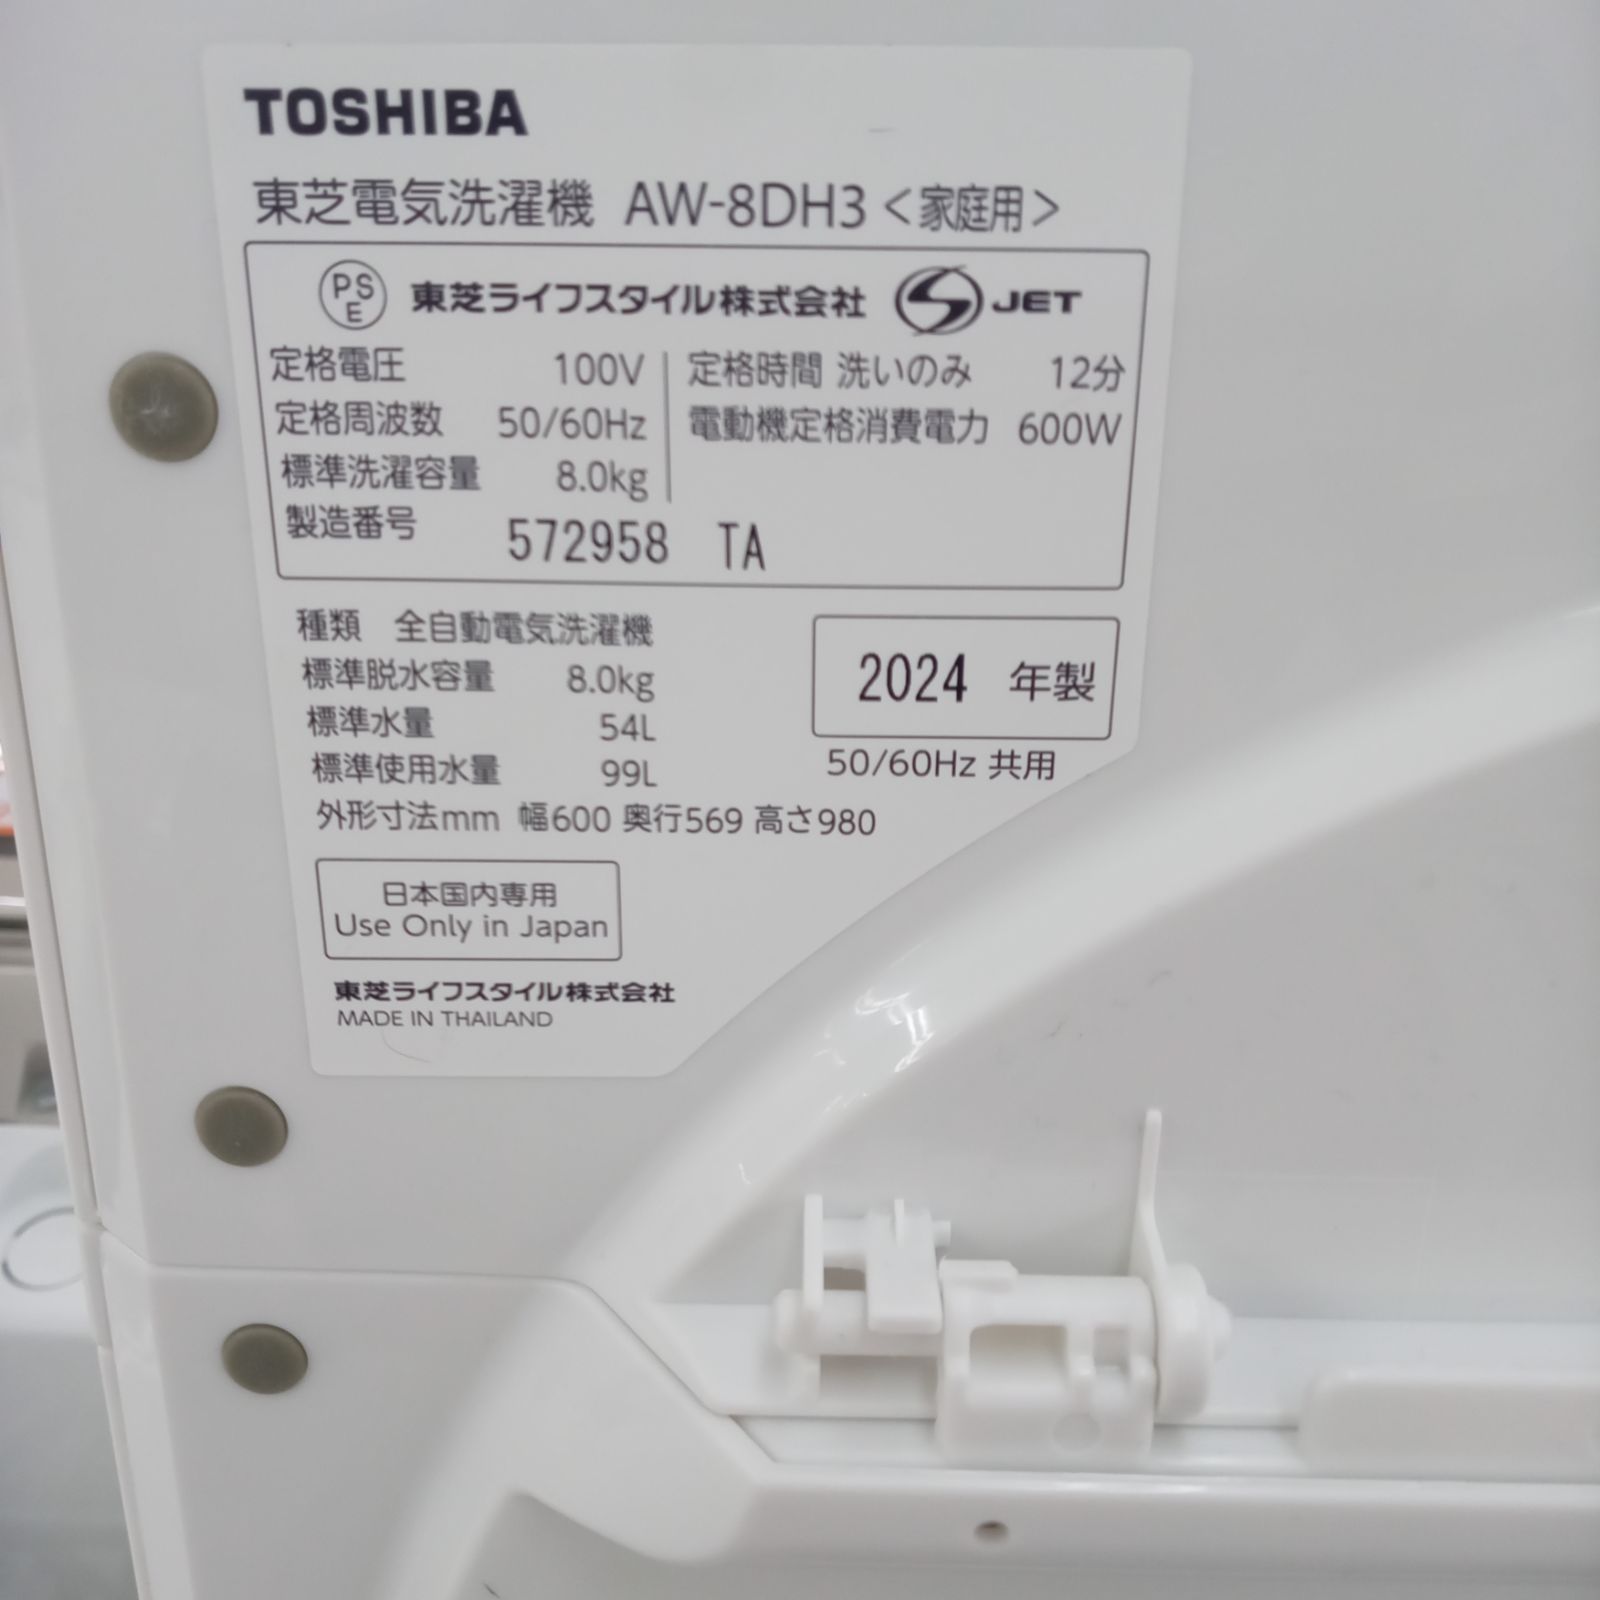 TOSHIBA
東芝電気洗濯機 AW-8DH3 <家庭用>
PSE 東芝ライフスタイル株式会社 S JET
定格電圧 100V 定格時間 洗いのみ 12分
定格周波数 50/60Hz 電動機定格消費電力 600W
標準洗濯容量 8.0kg
製造番号 572958 TA
種類 全自動電気洗濯機
標準脱水容量 8.0kg 2024 年製
標準水量 54L
標準使用水量 99L 50/60Hz 共用
外形寸法mm 幅600 奥行569 高さ980
日本国内専用
Use Only in Japan
東芝ライフスタイル株式会社
MADE IN THAILAND